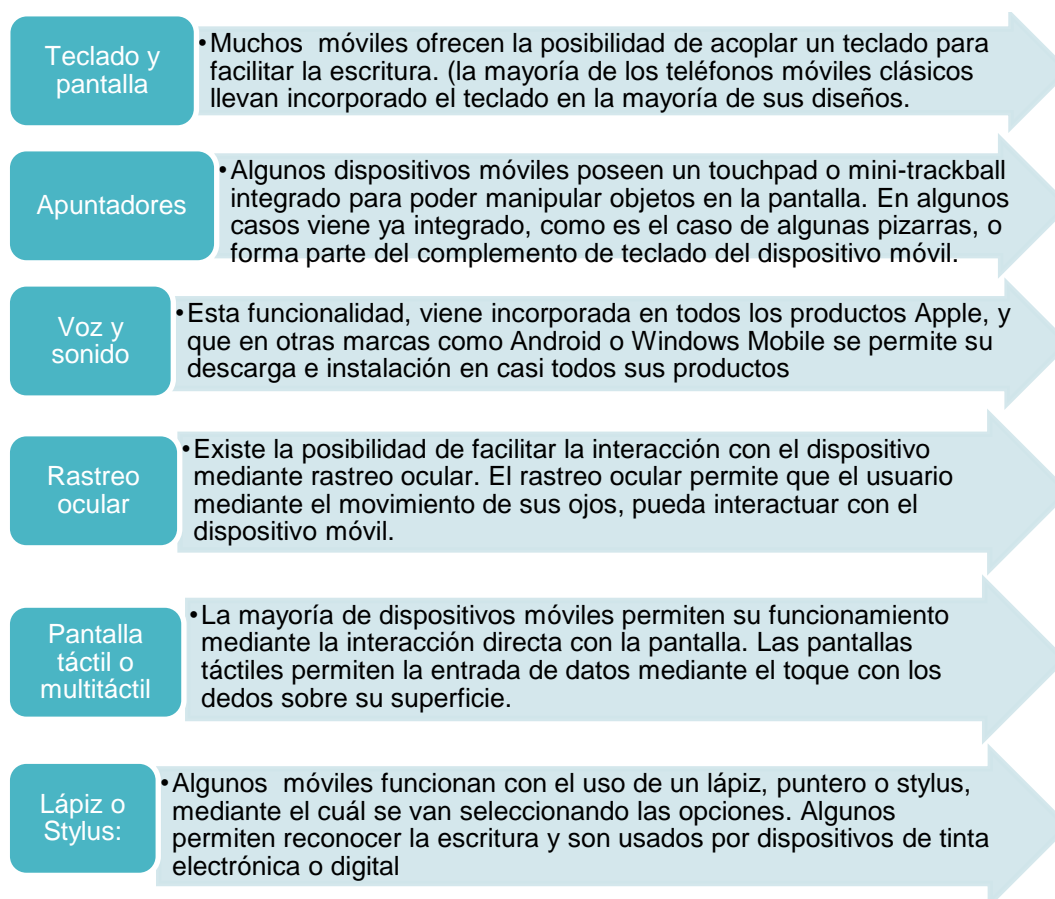 Teclado y
pantalla
•Muchos  móviles ofrecen la posibilidad de acoplar un teclado para
facilitar la escritura. (la mayoría de los teléfonos móviles clásicos
llevan incorporado el teclado en la mayoría de sus diseños.
Apuntadores
•Algunos dispositivos móviles poseen un touchpad o mini-trackball
integrado para poder manipular objetos en la pantalla. En algunos
casos viene ya integrado, como es el caso de algunas pizarras, o
forma parte del complemento de teclado del dispositivo móvil.
Voz y
sonido
•Esta funcionalidad, viene incorporada en todos los productos Apple, y
que en otras marcas como Android o Windows Mobile se permite su
descarga e instalación en casi todos sus productos
Rastreo
ocular
•Existe la posibilidad de facilitar la interacción con el dispositivo
mediante rastreo ocular. El rastreo ocular permite que el usuario
mediante el movimiento de sus ojos, pueda interactuar con el
dispositivo móvil.
Pantalla
táctil o
multitáctil
•La mayoría de dispositivos móviles permiten su funcionamiento
mediante la interacción directa con la pantalla. Las pantallas
táctiles permiten la entrada de datos mediante el toque con los
dedos sobre su superficie.
Lápiz o
Stylus:
•Algunos  móviles funcionan con el uso de un lápiz, puntero o stylus,
mediante el cuál se van seleccionando las opciones. Algunos
permiten reconocer la escritura y son usados por dispositivos de tinta
electrónica o digital